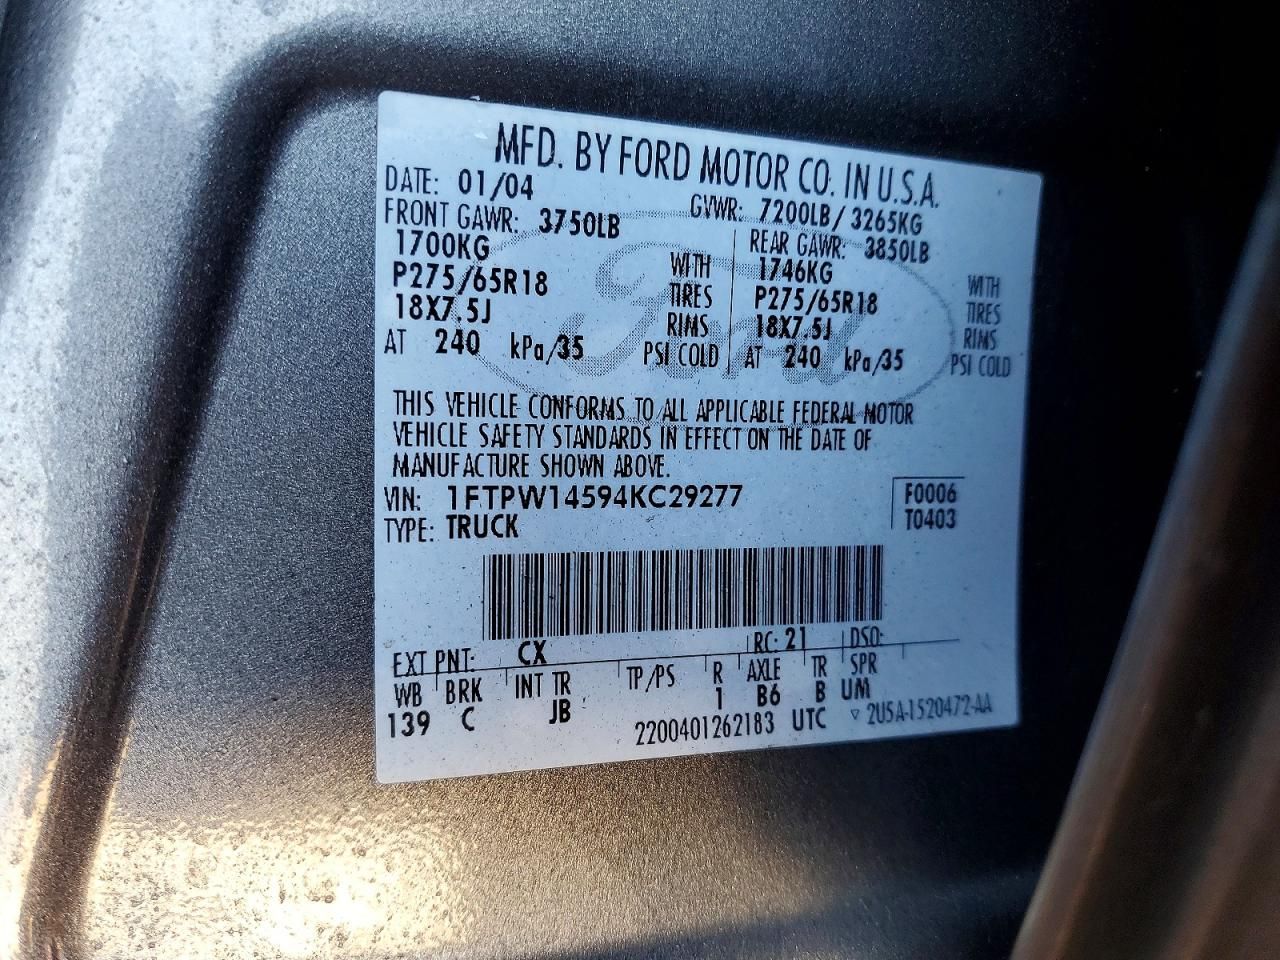 MFD. BY FORD MOTOR CO. IN U.S.A.
DATE: 01/04 GVWR: 7200LB/ 3265KG
FRONT GAWR: 3750LB REAR GAWR: 3850LB
1700KG WITH 1746KG WITH
P275/65R18 TIRES P275/65R18 TIRES
18X7.5J RIMS 18X7.5J RIMS
AT 240 kPa/35 PSI COLD AT 240 kPa/35 PSI COLD
Ford
THIS VEHICLE CONFORMS TO ALL APPLICABLE FEDERAL MOTOR
VEHICLE SAFETY STANDARDS IN EFFECT ON THE DATE OF
MANUFACTURE SHOWN ABOVE.
VIN: 1FTPW14594KC29277 F0006
TYPE: TRUCK T0403
EXT PNT: CX RC: 21 DSO:
WB BRK INT TR TP/PS R AXLE TR SPR
139 C JB 1 B6 B UM
2200401262183 UTC ▽ 2U5A-1520472-AA